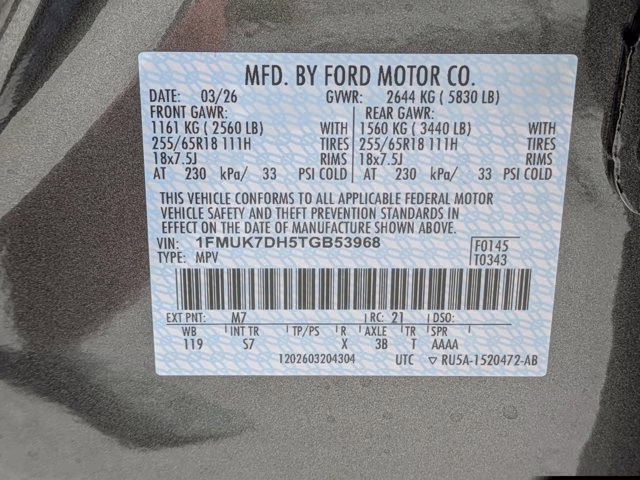 MFD. BY FORD MOTOR CO.
DATE: 03/26 GVWR: 2644 KG ( 5830 LB)
FRONT GAWR: REAR GAWR:
1161 KG ( 2560 LB) WITH 1560 KG ( 3440 LB) WITH
255/65R18 111H TIRES 255/65R18 111H TIRES
18x7.5J RIMS 18x7.5J RIMS
AT 230 kPa/ 33 PSI COLD AT 230 kPa/ 33 PSI COLD
THIS VEHICLE CONFORMS TO ALL APPLICABLE FEDERAL MOTOR
VEHICLE SAFETY AND THEFT PREVENTION STANDARDS IN
EFFECT ON THE DATE OF MANUFACTURE SHOWN ABOVE.
VIN: 1FMUK7DH5TGB53968 F0145
TYPE: MPV T0343
EXT PNT: M7 RC: 21 DSO:
WB INT TR TP/PS R AXLE TR SPR
119 S7 X 3B T AAAA
1202603204304 UTC ▽ RU5A-1520472-AB